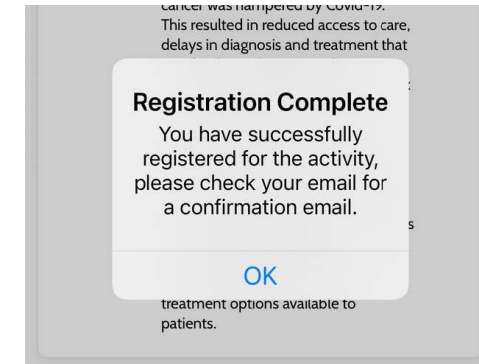 cancer was hampered by Covid-19.
This resulted in reduced access to care,
delays in diagnosis and treatment that
Registration Complete
You have successfully
registered for the activity,
please check your email for
a confirmation email.
s
OK
treatment options available to
patients.